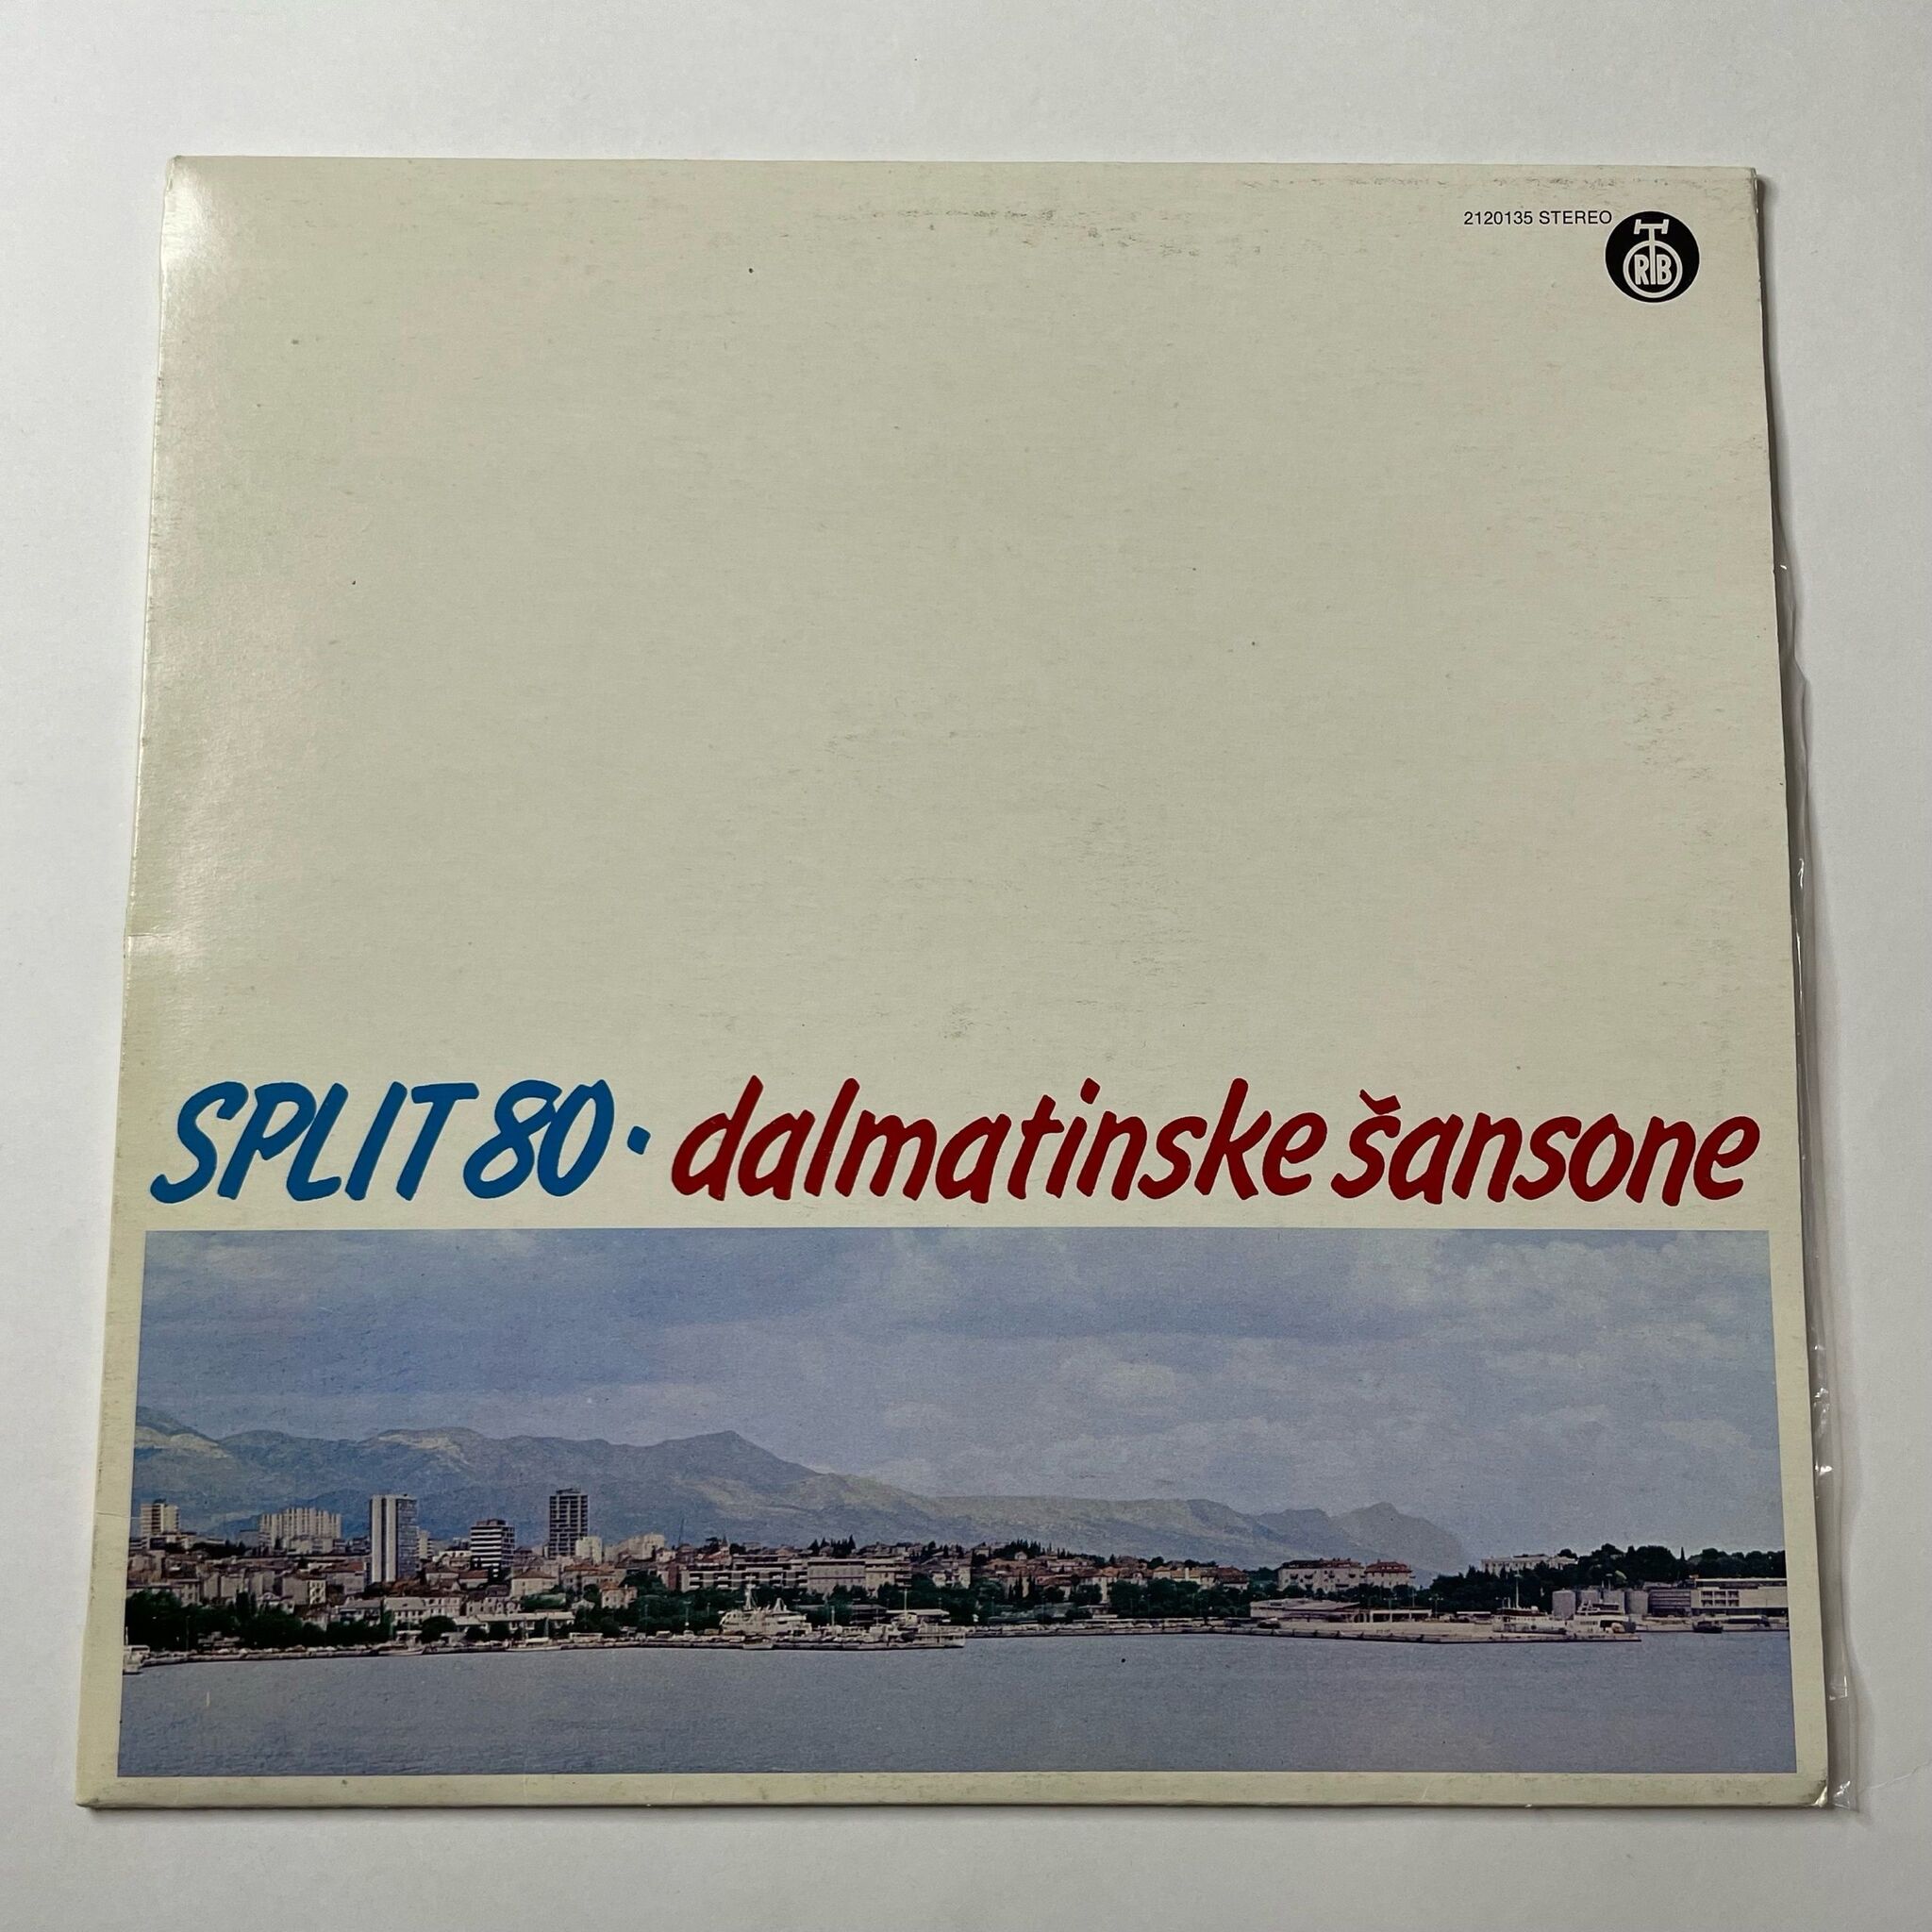 2120135 STEREO
RTB
SPLIT 80 · dalmatinske šansone